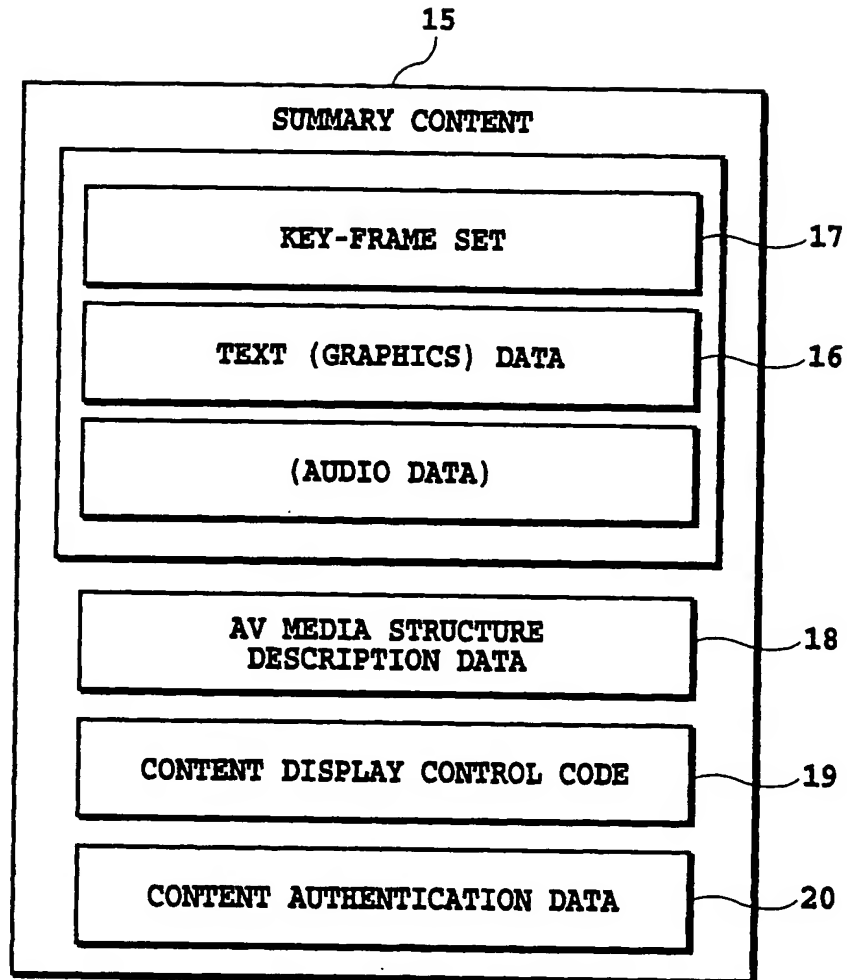 15
SUMMARY CONTENT
KEY-FRAME SET
17
TEXT (GRAPHICS) DATA
16
(AUDIO DATA)
AV MEDIA STRUCTURE
DESCRIPTION DATA
18
CONTENT DISPLAY CONTROL CODE
19
CONTENT AUTHENTICATION DATA
20